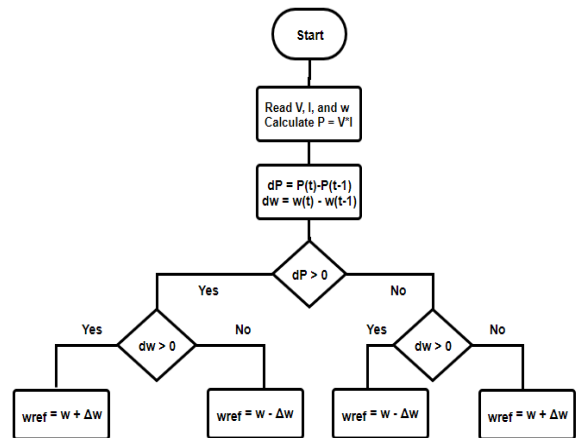 Start
Read V, I, and w
Calculate P = V*I
dP = P(t)-P(t-1)
dw = w(t) - w(t-1)
dP > 0
Yes
No
Yes
dw > 0
No
Yes
dw > 0
No
wref = w + Δw
wref = w - Δw
wref = w - Δw
wref = w + Δw